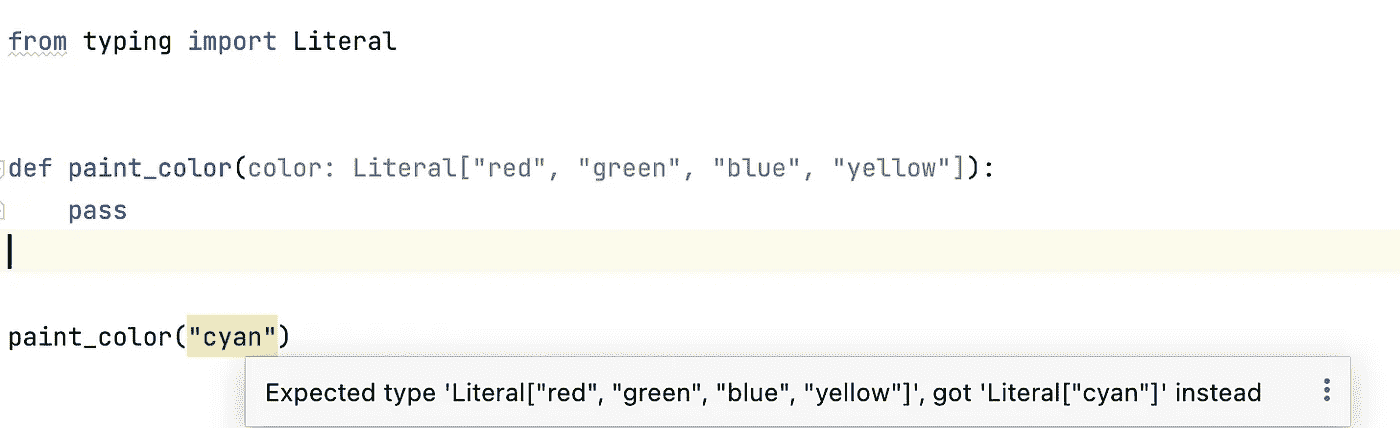 from typing import Literal
def paint_color(color: Literal["red", "green", "blue", "yellow"]):
    pass
paint_color("cyan")
Expected type 'Literal["red", "green", "blue", "yellow"]', got 'Literal["cyan"]' instead